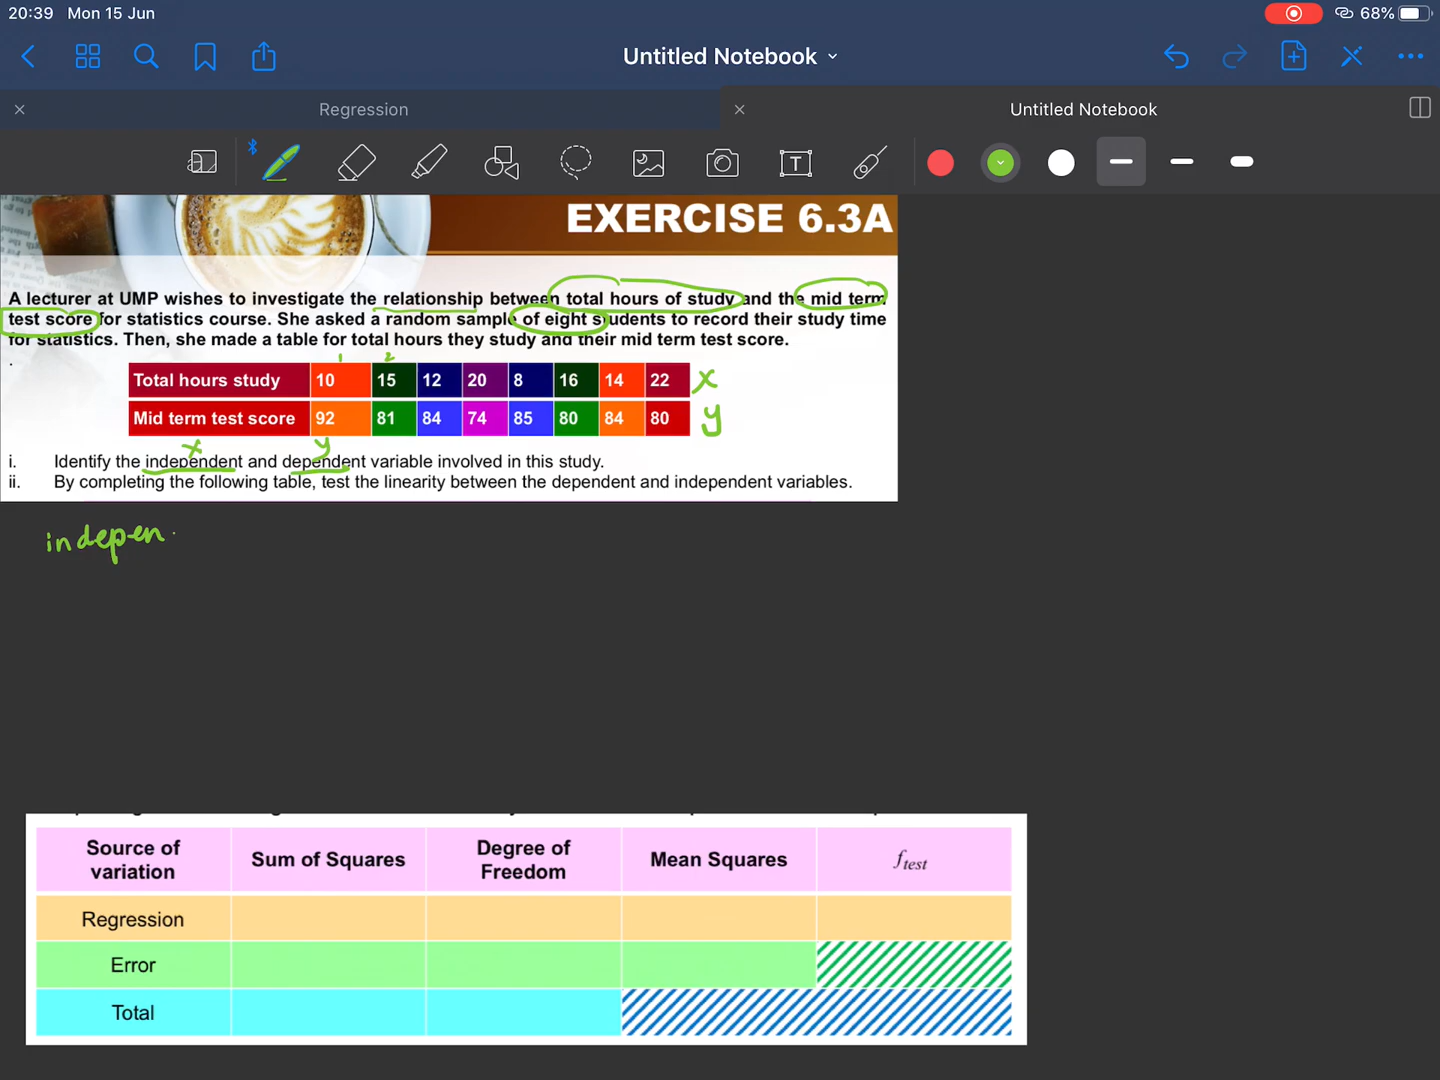 20:39 Mon 15 Jun 68%
Untitled Notebook
Regression Untitled Notebook
EXERCISE 6.3A
A lecturer at UMP wishes to investigate the relationship between total hours of study and the mid term
test score for statistics course. She asked a random sample of eight students to record their study time
for statistics. Then, she made a table for total hours they study and their mid term test score.
1 2
Total hours study 10 15 12 20 8 16 14 22 x
Mid term test score 92 81 84 74 85 80 84 80 y
x y
i. Identify the independent and dependent variable involved in this study.
ii. By completing the following table, test the linearity between the dependent and independent variables.
indepen
Source of variation Sum of Squares Degree of Freedom Mean Squares f test
Regression
Error
Total